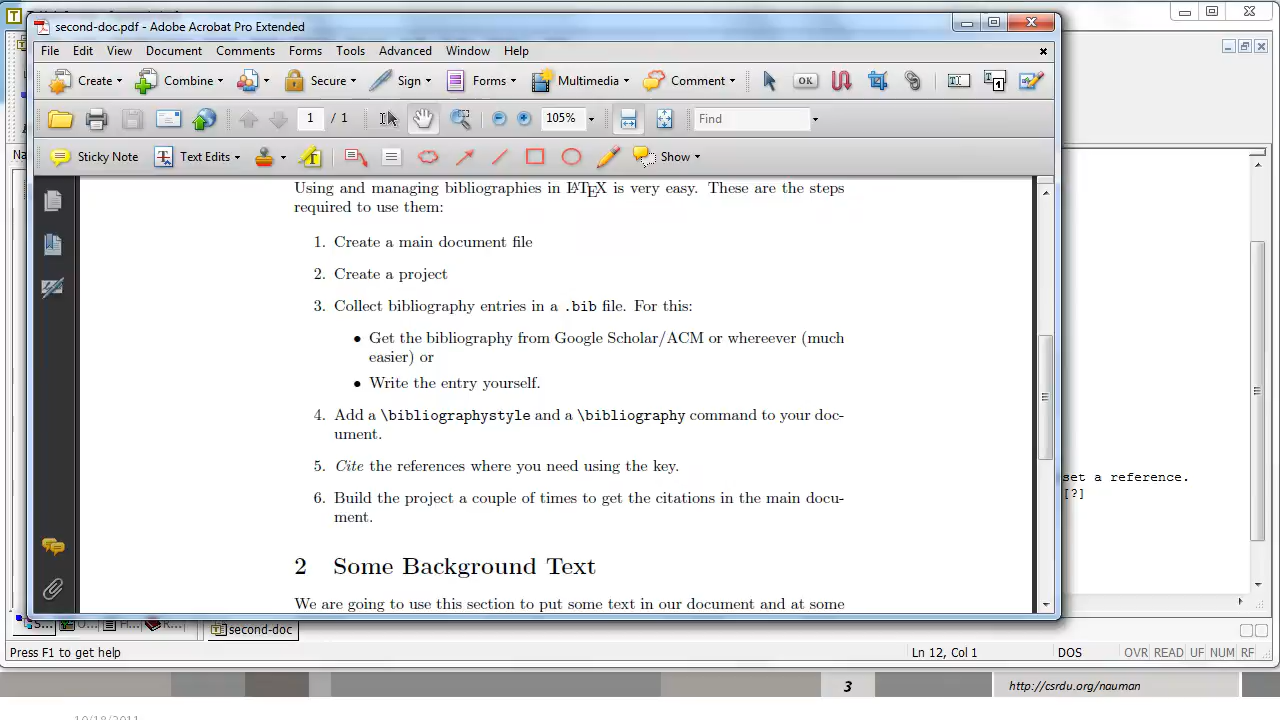 second-doc.pdf - Adobe Acrobat Pro Extended
File Edit View Document Comments Forms Tools Advanced Window Help
Create Combine Secure Sign Forms Multimedia OK Comment
1 / 1 105% Find
Sticky Note Text Edits Show
Using and managing bibliographies in LATEX is very easy. These are the steps
required to use them:
1. Create a main document file
2. Create a project
3. Collect bibliography entries in a .bib file. For this:
• Get the bibliography from Google Scholar/ACM or whereever (much
easier) or
• Write the entry yourself.
4. Add a \bibliographystyle and a \bibliography command to your doc-
ument.
5. Cite the references where you need using the key.
6. Build the project a couple of times to get the citations in the main docu-
ment.
2 Some Background Text
We are going to use this section to put some text in our document and at some
set a reference.
[?]
second-doc
Press F1 to get help
Ln 12, Col 1 DOS OVR READ UF NUM RF
3 http://csrdu.org/nauman
10/18/2011